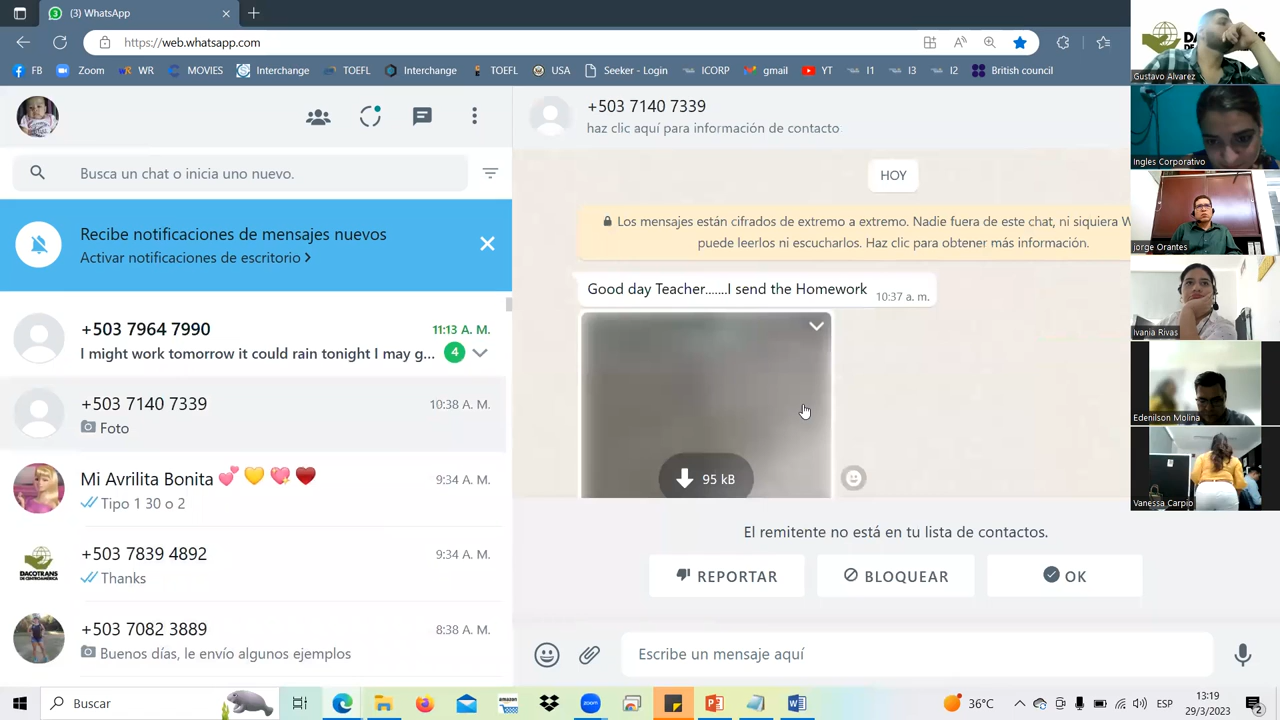 (3) WhatsApp
https://web.whatsapp.com
FB
Zoom
WR
MOVIES
Interchange
TOEFL
Interchange
TOEFL
USA
Seeker - Login
ICORP
gmail
YT
I1
I3
I2
British council
Busca un chat o inicia uno nuevo.
Recibe notificaciones de mensajes nuevos
Activar notificaciones de escritorio >
+503 7964 7990
11:13 A. M.
I might work tomorrow it could rain tonight I may g...
4
+503 7140 7339
10:38 A. M.
Foto
Mi Avrilita Bonita
9:34 A. M.
Tipo 1 30 o 2
+503 7839 4892
9:34 A. M.
Thanks
DACOTRANS
DE CENTROAMÉRICA
+503 7082 3889
8:38 A. M.
Buenos días, le envío algunos ejemplos
+503 7140 7339
haz clic aquí para información de contacto
HOY
Los mensajes están cifrados de extremo a extremo. Nadie fuera de este chat, ni siquiera W
puede leerlos ni escucharlos. Haz clic para obtener más información.
Good day Teacher.......I send the Homework
10:37 a. m.
95 kB
El remitente no está en tu lista de contactos.
REPORTAR
BLOQUEAR
OK
Escribe un mensaje aquí
Gustavo Alvarez
Ingles Corporativo
jorge Orantes
Ivania Rivas
Edenilson Molina
Vanessa Carpio
Buscar
amazon
zoom
36°C
ESP
13:19
29/3/2023
2